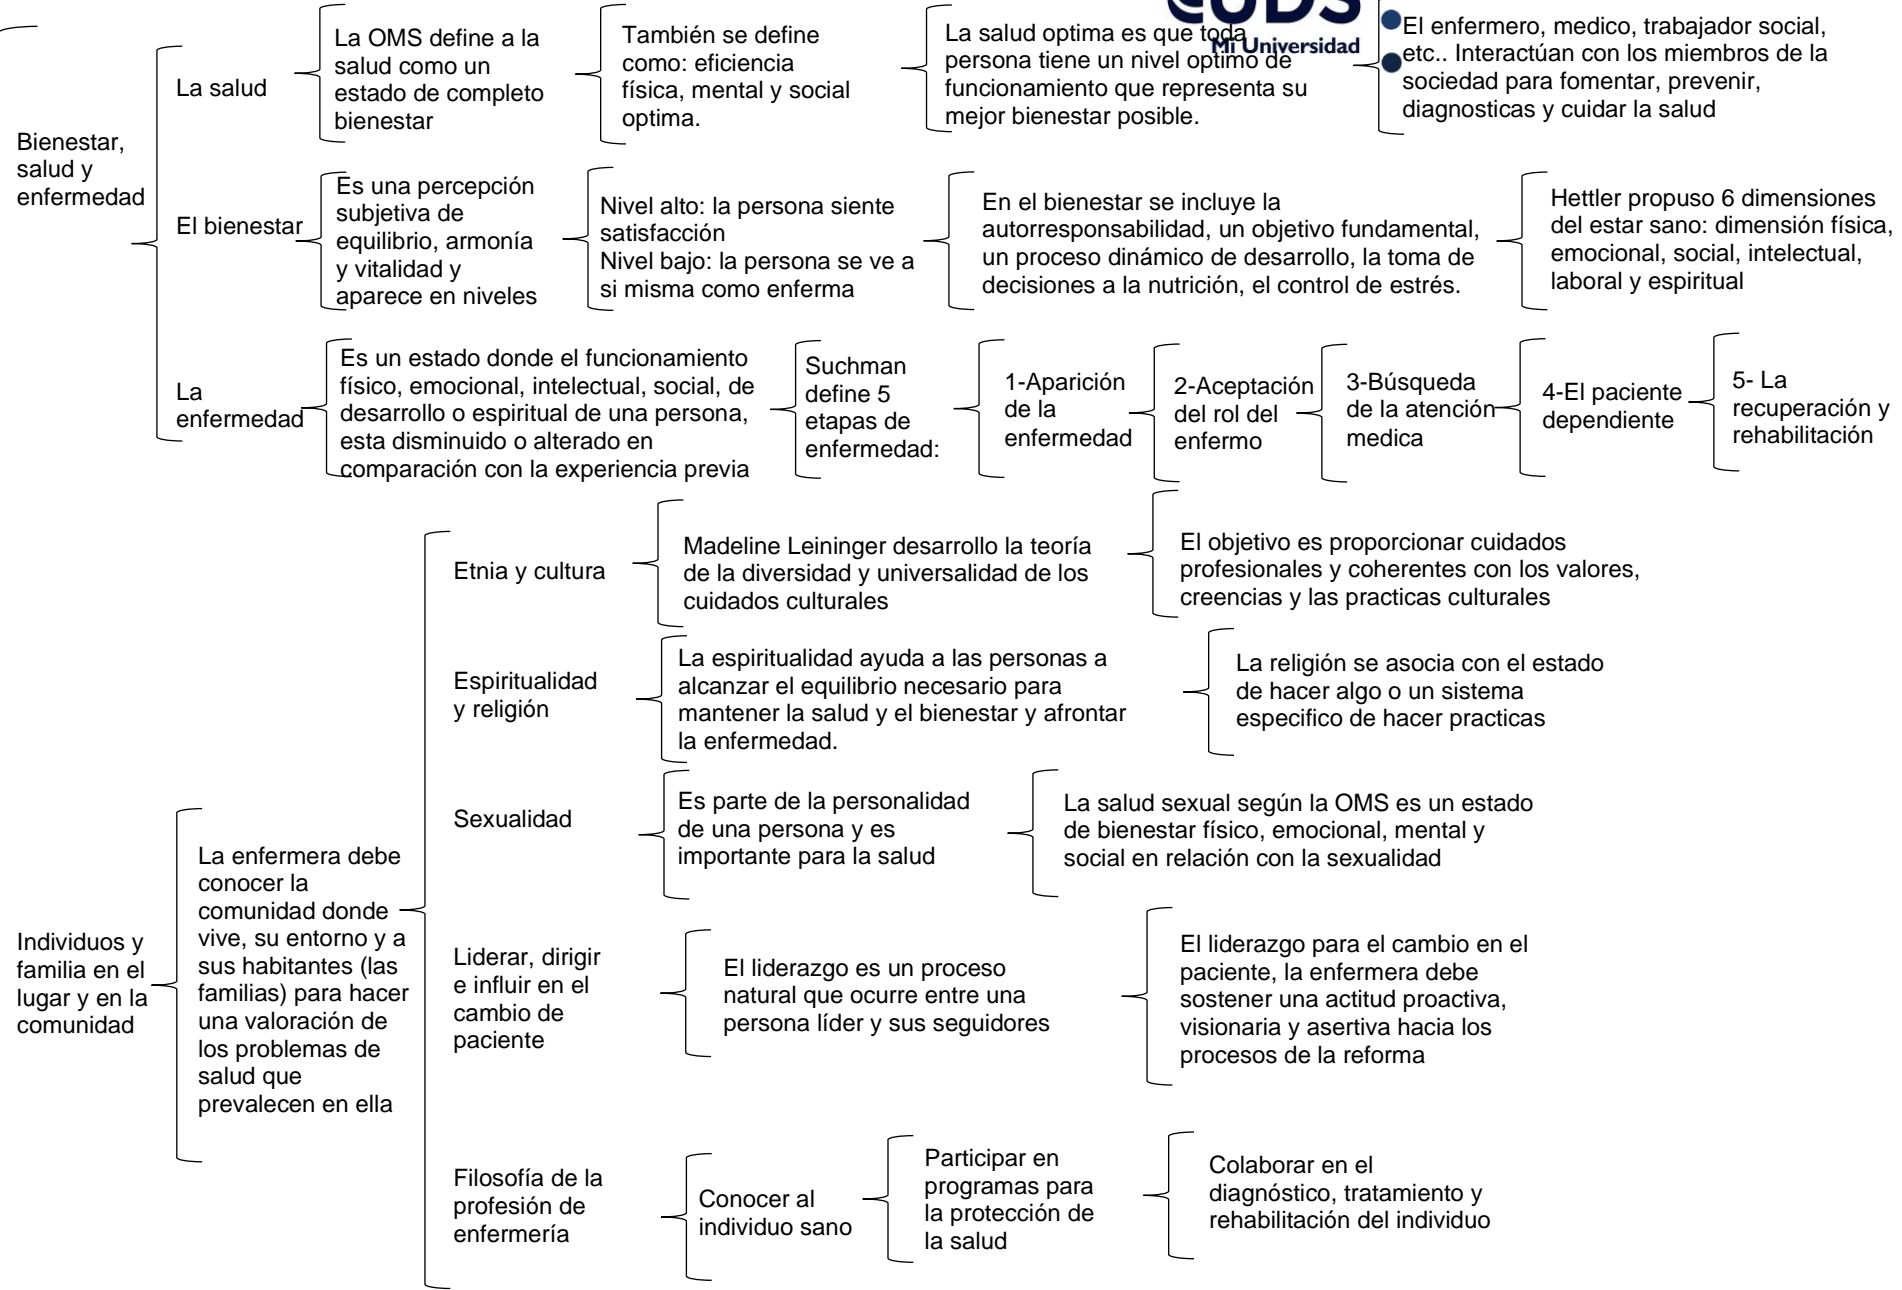 UDS
Mi Universidad
Bienestar,
salud y
enfermedad
La salud
La OMS define a la
salud como un
estado de completo
bienestar
También se define
como: eficiencia
física, mental y social
optima.
La salud optima es que toda
persona tiene un nivel optimo de
funcionamiento que representa su
mejor bienestar posible.
El enfermero, medico, trabajador social,
etc.. Interactúan con los miembros de la
sociedad para fomentar, prevenir,
diagnosticas y cuidar la salud
El bienestar
Es una percepción
subjetiva de
equilibrio, armonía
y vitalidad y
aparece en niveles
Nivel alto: la persona siente
satisfacción
Nivel bajo: la persona se ve a
si misma como enferma
En el bienestar se incluye la
autorresponsabilidad, un objetivo fundamental,
un proceso dinámico de desarrollo, la toma de
decisiones a la nutrición, el control de estrés.
Hettler propuso 6 dimensiones
del estar sano: dimensión física,
emocional, social, intelectual,
laboral y espiritual
La
enfermedad
Es un estado donde el funcionamiento
físico, emocional, intelectual, social, de
desarrollo o espiritual de una persona,
esta disminuido o alterado en
comparación con la experiencia previa
Suchman
define 5
etapas de
enfermedad:
1-Aparición
de la
enfermedad
2-Aceptación
del rol del
enfermo
3-Búsqueda
de la atención
medica
4-El paciente
dependiente
5- La
recuperación y
rehabilitación
Individuos y
familia en el
lugar y en la
comunidad
La enfermera debe
conocer la
comunidad donde
vive, su entorno y a
sus habitantes (las
familias) para hacer
una valoración de
los problemas de
salud que
prevalecen en ella
Etnia y cultura
Madeline Leininger desarrollo la teoría
de la diversidad y universalidad de los
cuidados culturales
El objetivo es proporcionar cuidados
profesionales y coherentes con los valores,
creencias y las practicas culturales
Espiritualidad
y religión
La espiritualidad ayuda a las personas a
alcanzar el equilibrio necesario para
mantener la salud y el bienestar y afrontar
la enfermedad.
La religión se asocia con el estado
de hacer algo o un sistema
especifico de hacer practicas
Sexualidad
Es parte de la personalidad
de una persona y es
importante para la salud
La salud sexual según la OMS es un estado
de bienestar físico, emocional, mental y
social en relación con la sexualidad
Liderar, dirigir
e influir en el
cambio de
paciente
El liderazgo es un proceso
natural que ocurre entre una
persona líder y sus seguidores
El liderazgo para el cambio en el
paciente, la enfermera debe
sostener una actitud proactiva,
visionaria y asertiva hacia los
procesos de la reforma
Filosofía de la
profesión de
enfermería
Conocer al
individuo sano
Participar en
programas para
la protección de
la salud
Colaborar en el
diagnóstico, tratamiento y
rehabilitación del individuo